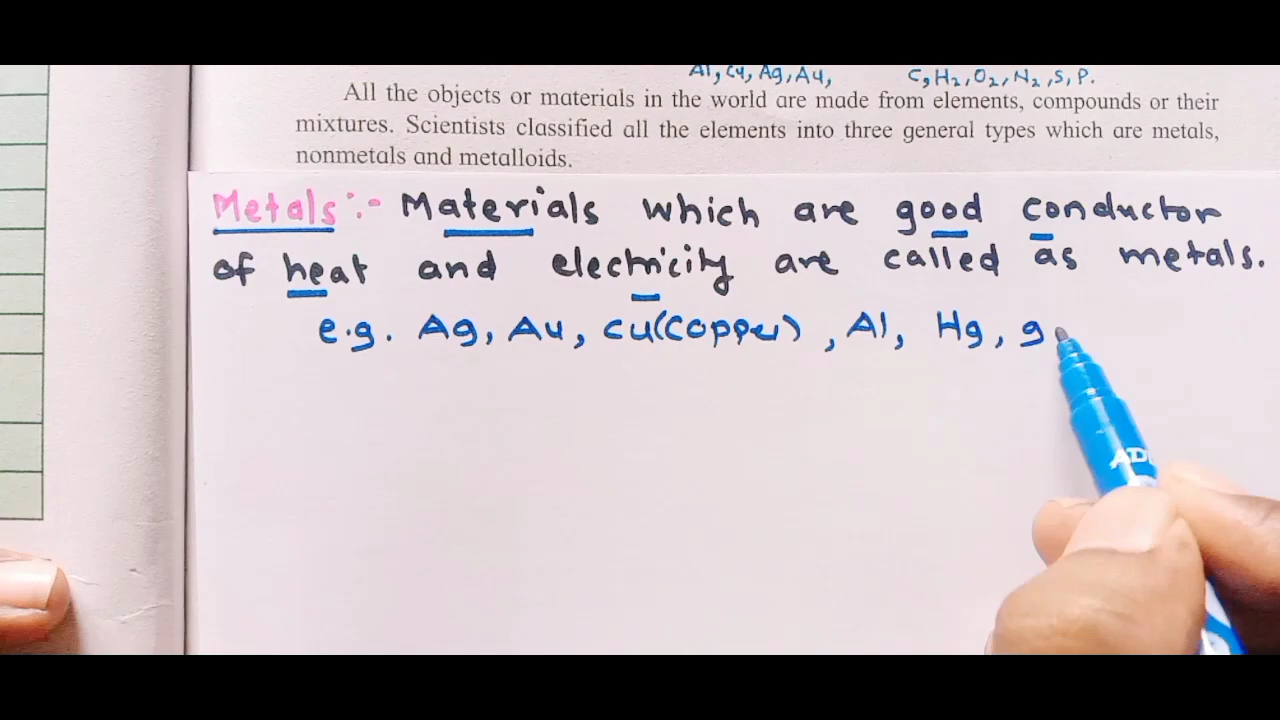 Al, Cu, Ag, Au,    C, H2, O2, N2, S, P.
All the objects or materials in the world are made from elements, compounds or their
mixtures. Scientists classified all the elements into three general types which are metals,
nonmetals and metalloids.
Metals:- Materials which are good conductor
of heat and electricity are called as metals.
e.g. Ag, Au, Cu(Copper) , Al, Hg, g
AD